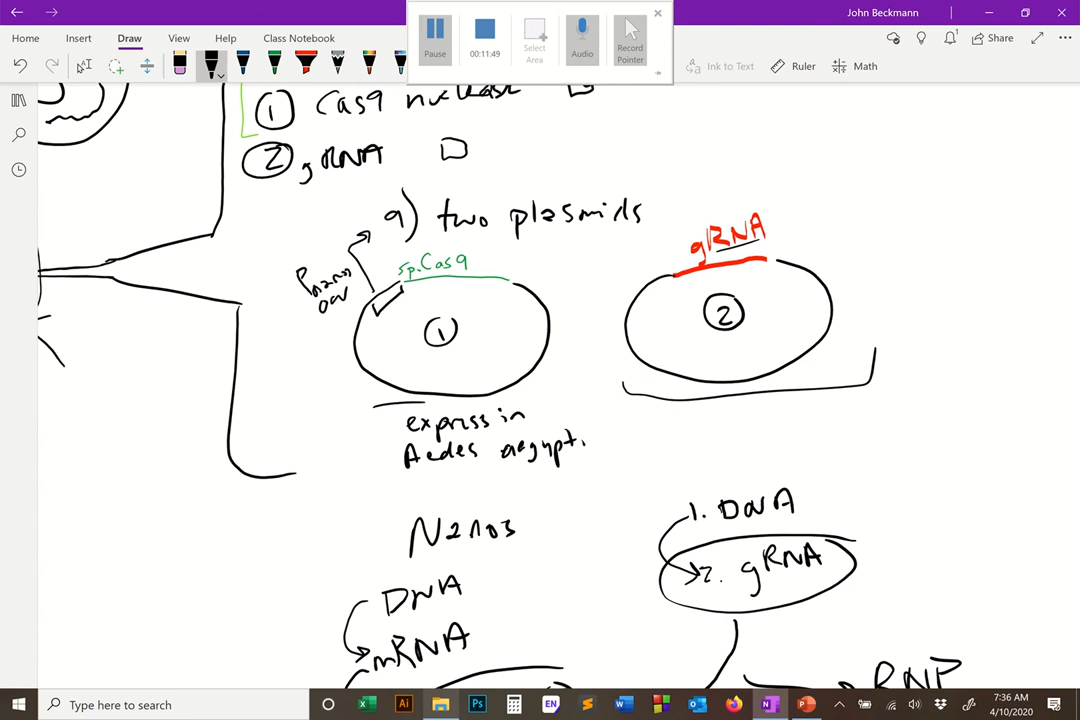 John Beckmann
Home Insert Draw View Help Class Notebook
Share
Pause
00:11:49
Select Area
Audio
Record Pointer
Ink to Text
Ruler
Math
① Cas9 nuclease
② gRNA
a) two plasmids
Pnanos
sp.Cas9
gRNA
①
②
express in
Aedes aegypti
Nanos
DNA
mRNA
1. DNA
2. gRNA
RNP
Type here to search
7:36 AM
4/10/2020